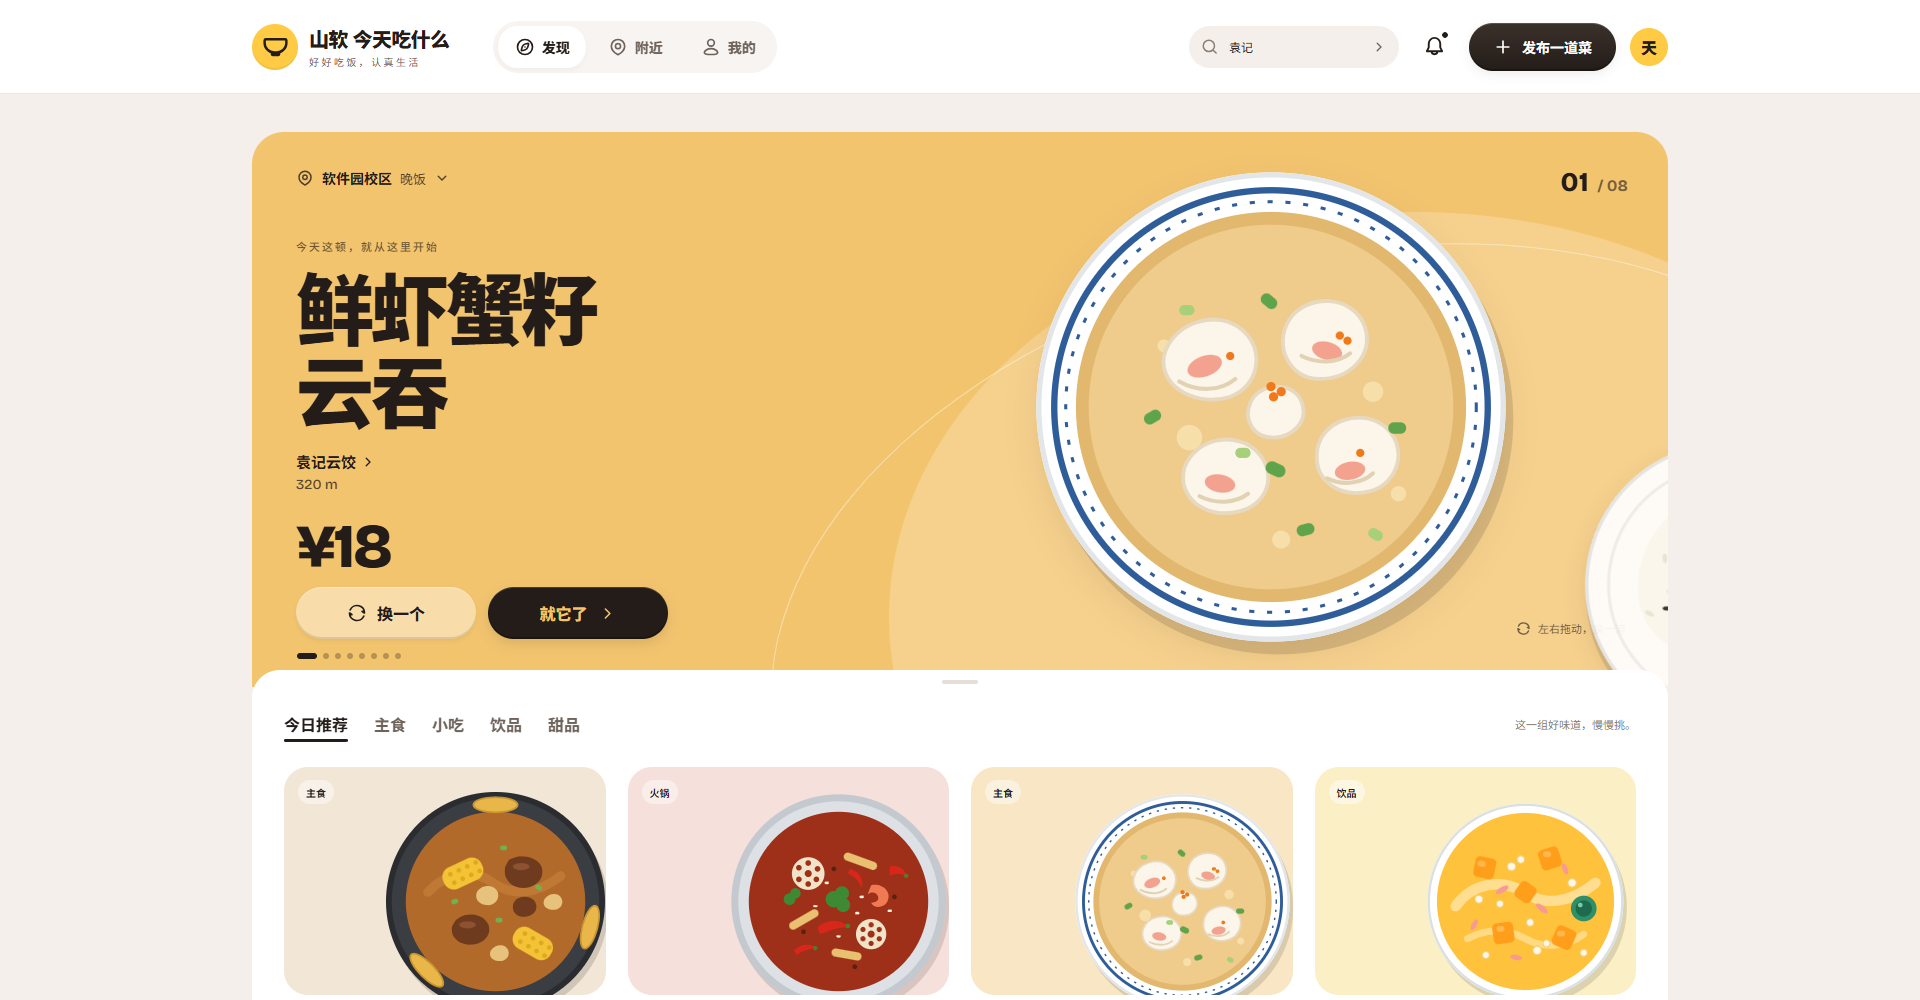 山软 今天吃什么
好好吃饭，认真生活
发现
附近
我的
袁记
发布一道菜
天
软件园校区 晚饭
01 / 08
今天这顿，就从这里开始
鲜虾蟹籽
云吞
袁记云饺
320 m
¥18
换一个
就它了
左右拖动，
今日推荐
主食
小吃
饮品
甜品
这一组好味道，慢慢挑。
主食
火锅
主食
饮品